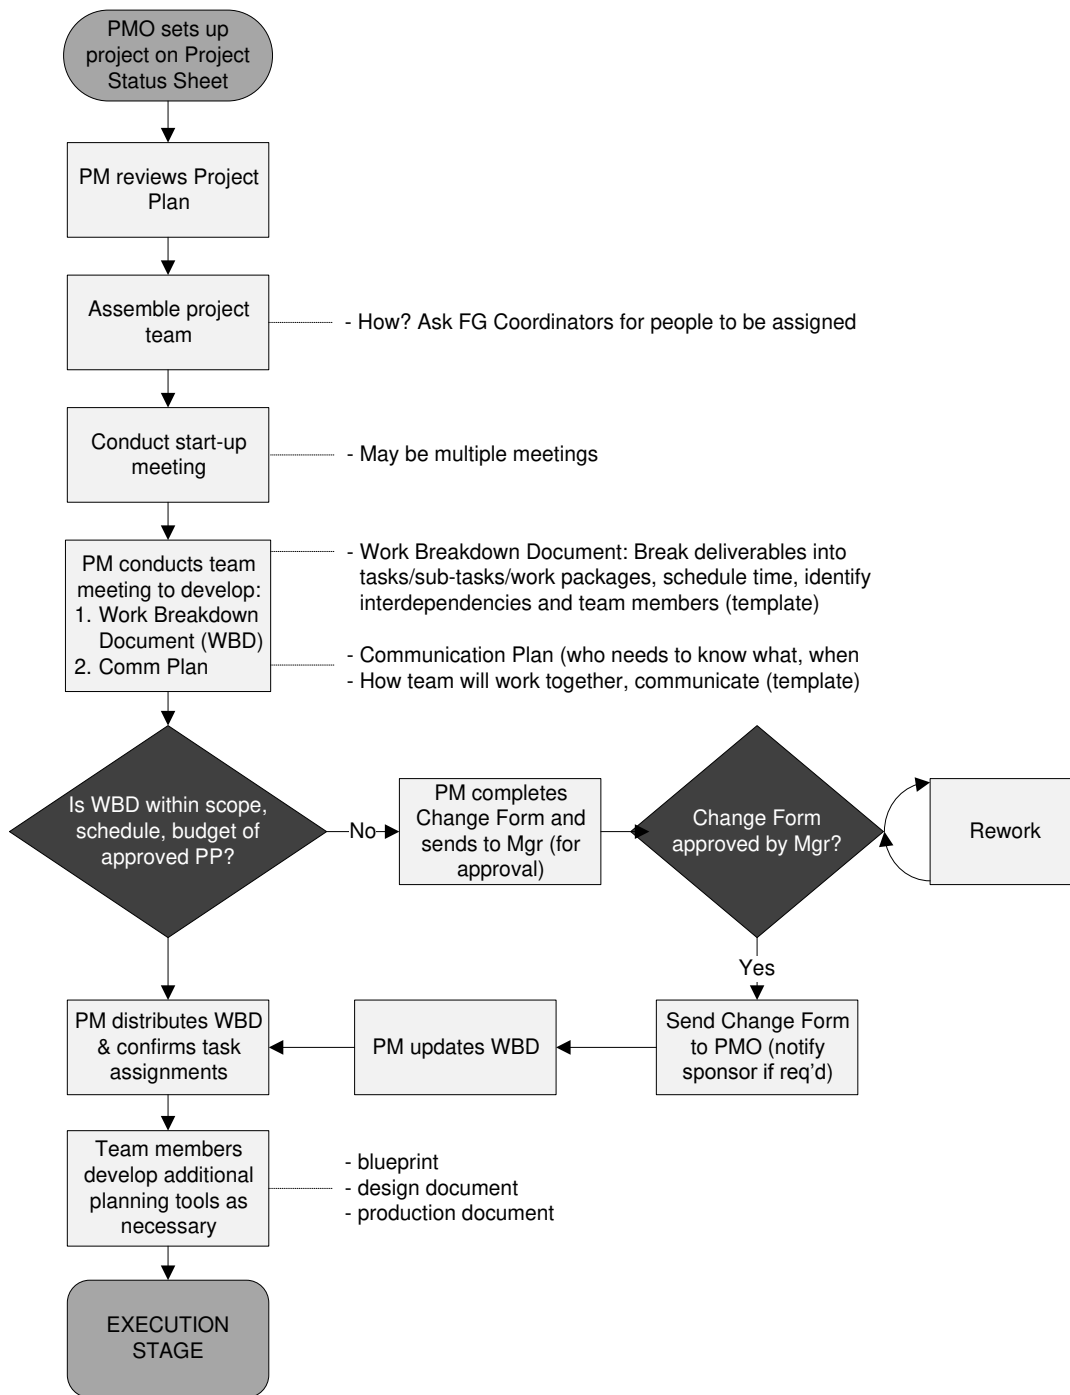 PMO sets up
project on Project
Status Sheet
PM reviews Project
Plan
Assemble project
team
- How? Ask FG Coordinators for people to be assigned
Conduct start-up
meeting
- May be multiple meetings
PM conducts team
meeting to develop:
1. Work Breakdown
Document (WBD)
2. Comm Plan
- Work Breakdown Document: Break deliverables into
tasks/sub-tasks/work packages, schedule time, identify
interdependencies and team members (template)
- Communication Plan (who needs to know what, when
- How team will work together, communicate (template)
Is WBD within scope,
schedule, budget of
approved PP?
No
PM completes
Change Form and
sends to Mgr (for
approval)
Change Form
approved by Mgr?
Rework
Yes
PM distributes WBD
& confirms task
assignments
PM updates WBD
Send Change Form
to PMO (notify
sponsor if req’d)
Team members
develop additional
planning tools as
necessary
- blueprint
- design document
- production document
EXECUTION
STAGE